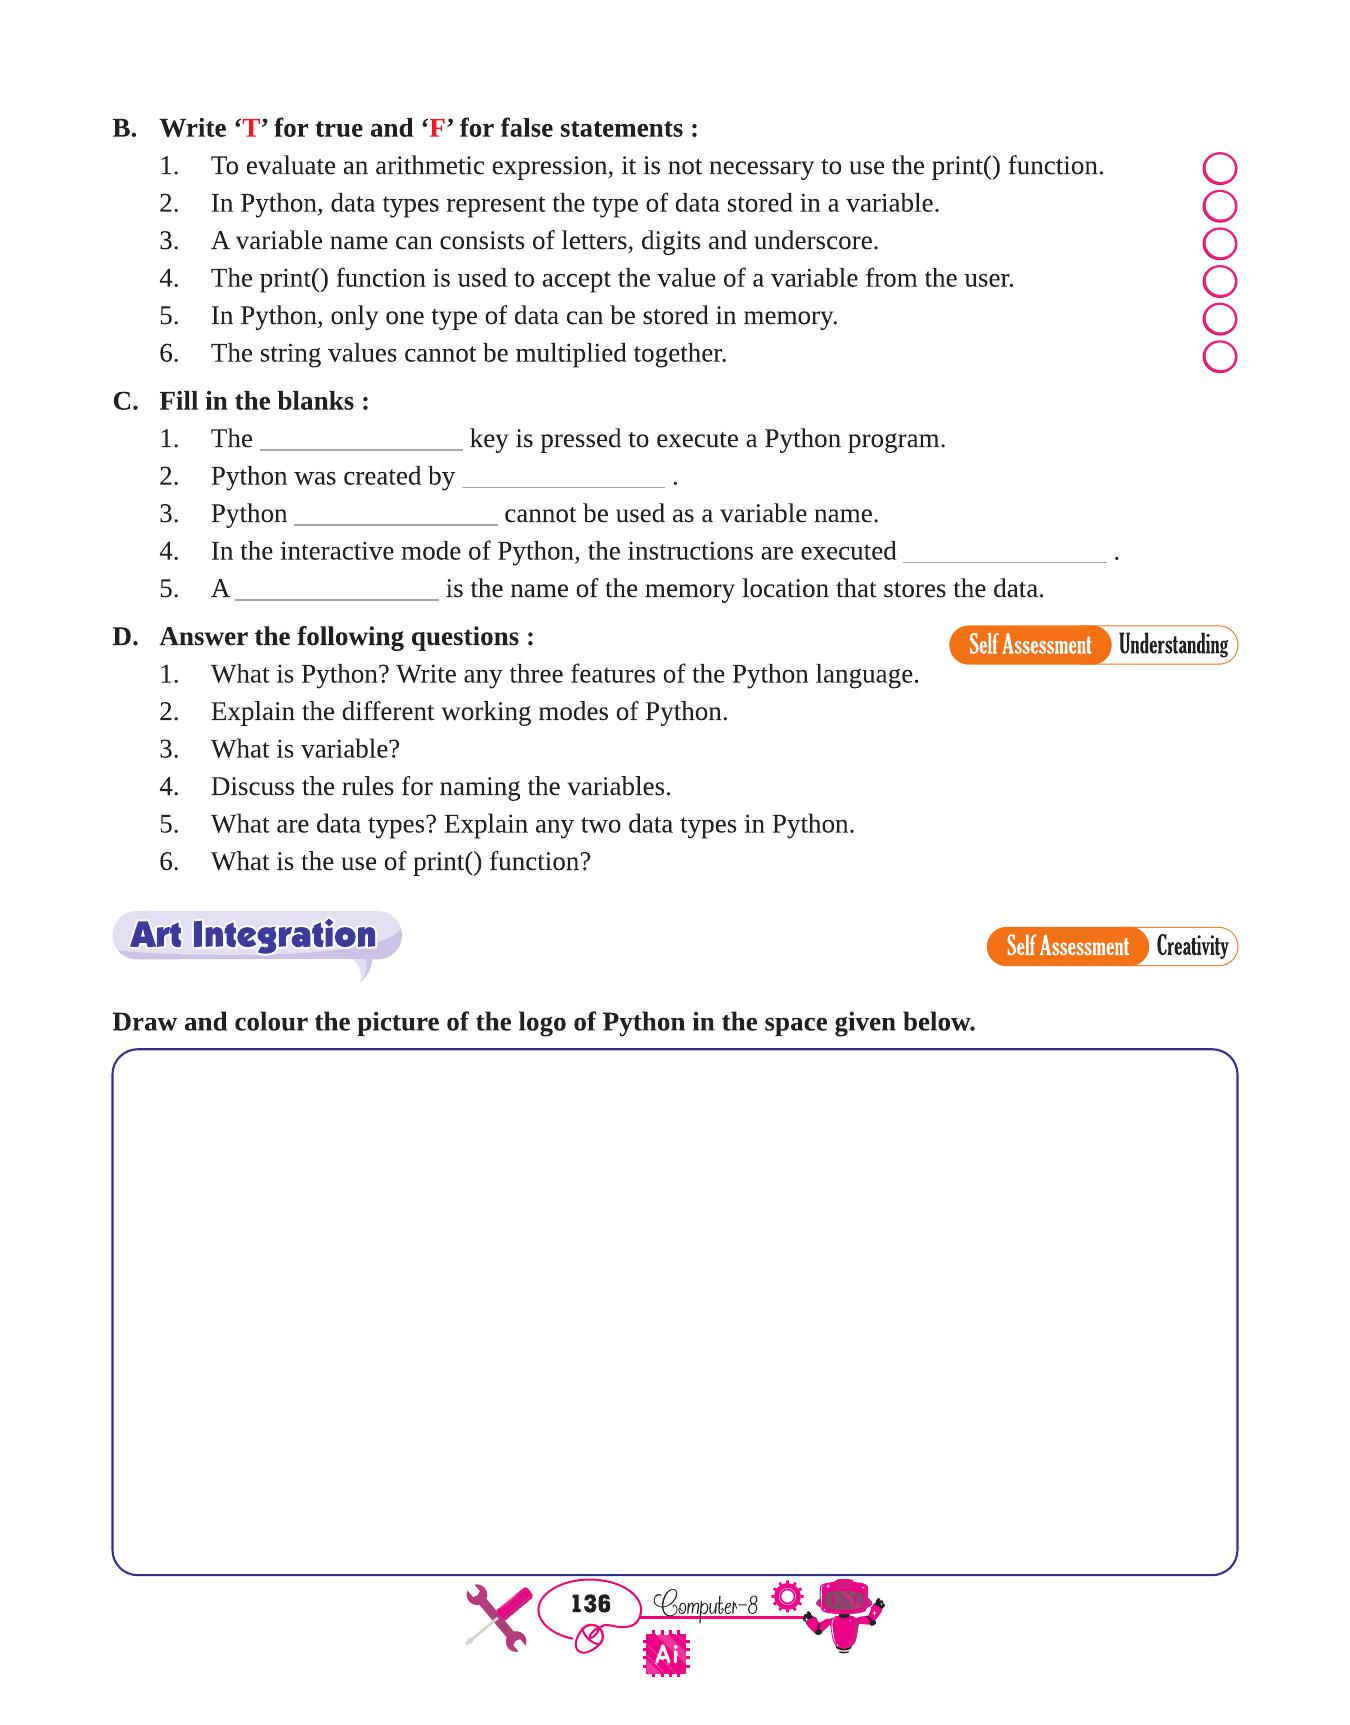 B. Write ‘T’ for true and ‘F’ for false statements :
1. To evaluate an arithmetic expression, it is not necessary to use the print() function.
2. In Python, data types represent the type of data stored in a variable.
3. A variable name can consists of letters, digits and underscore.
4. The print() function is used to accept the value of a variable from the user.
5. In Python, only one type of data can be stored in memory.
6. The string values cannot be multiplied together.
C. Fill in the blanks :
1. The _______________ key is pressed to execute a Python program.
2. Python was created by _______________ .
3. Python _______________ cannot be used as a variable name.
4. In the interactive mode of Python, the instructions are executed _______________ .
5. A _______________ is the name of the memory location that stores the data.
D. Answer the following questions :
Self Assessment Understanding
1. What is Python? Write any three features of the Python language.
2. Explain the different working modes of Python.
3. What is variable?
4. Discuss the rules for naming the variables.
5. What are data types? Explain any two data types in Python.
6. What is the use of print() function?
Art Integration
Self Assessment Creativity
Draw and colour the picture of the logo of Python in the space given below.
136 Computer-8
Ai